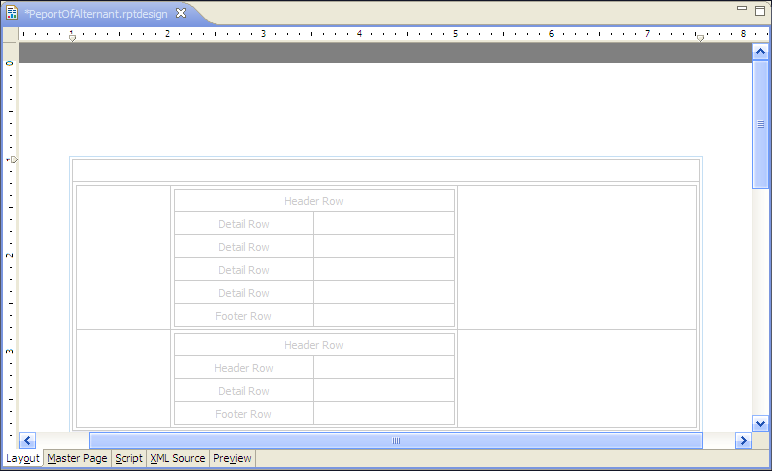 *PeportOfAlternant.rptdesign
1 2 3 4 5 6 7 8
0
1
2
3
Header Row
Detail Row
Detail Row
Detail Row
Detail Row
Footer Row
Header Row
Header Row
Detail Row
Footer Row
Layout Master Page Script XML Source Preview